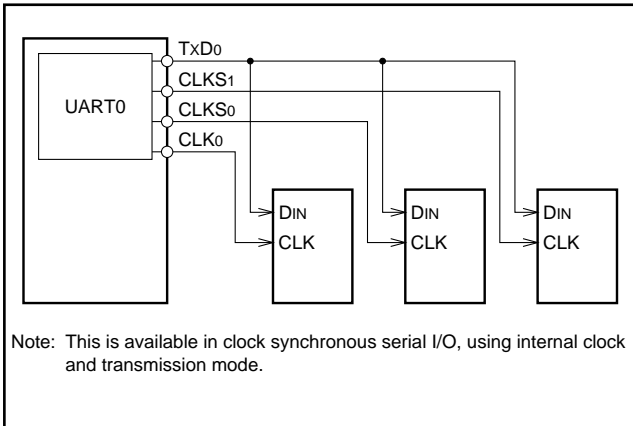 TxD0
CLKS1
UART0
CLKS0
CLK0
DIN DIN DIN
CLK CLK CLK
Note: This is available in clock synchronous serial I/O, using internal clock
and transmission mode.